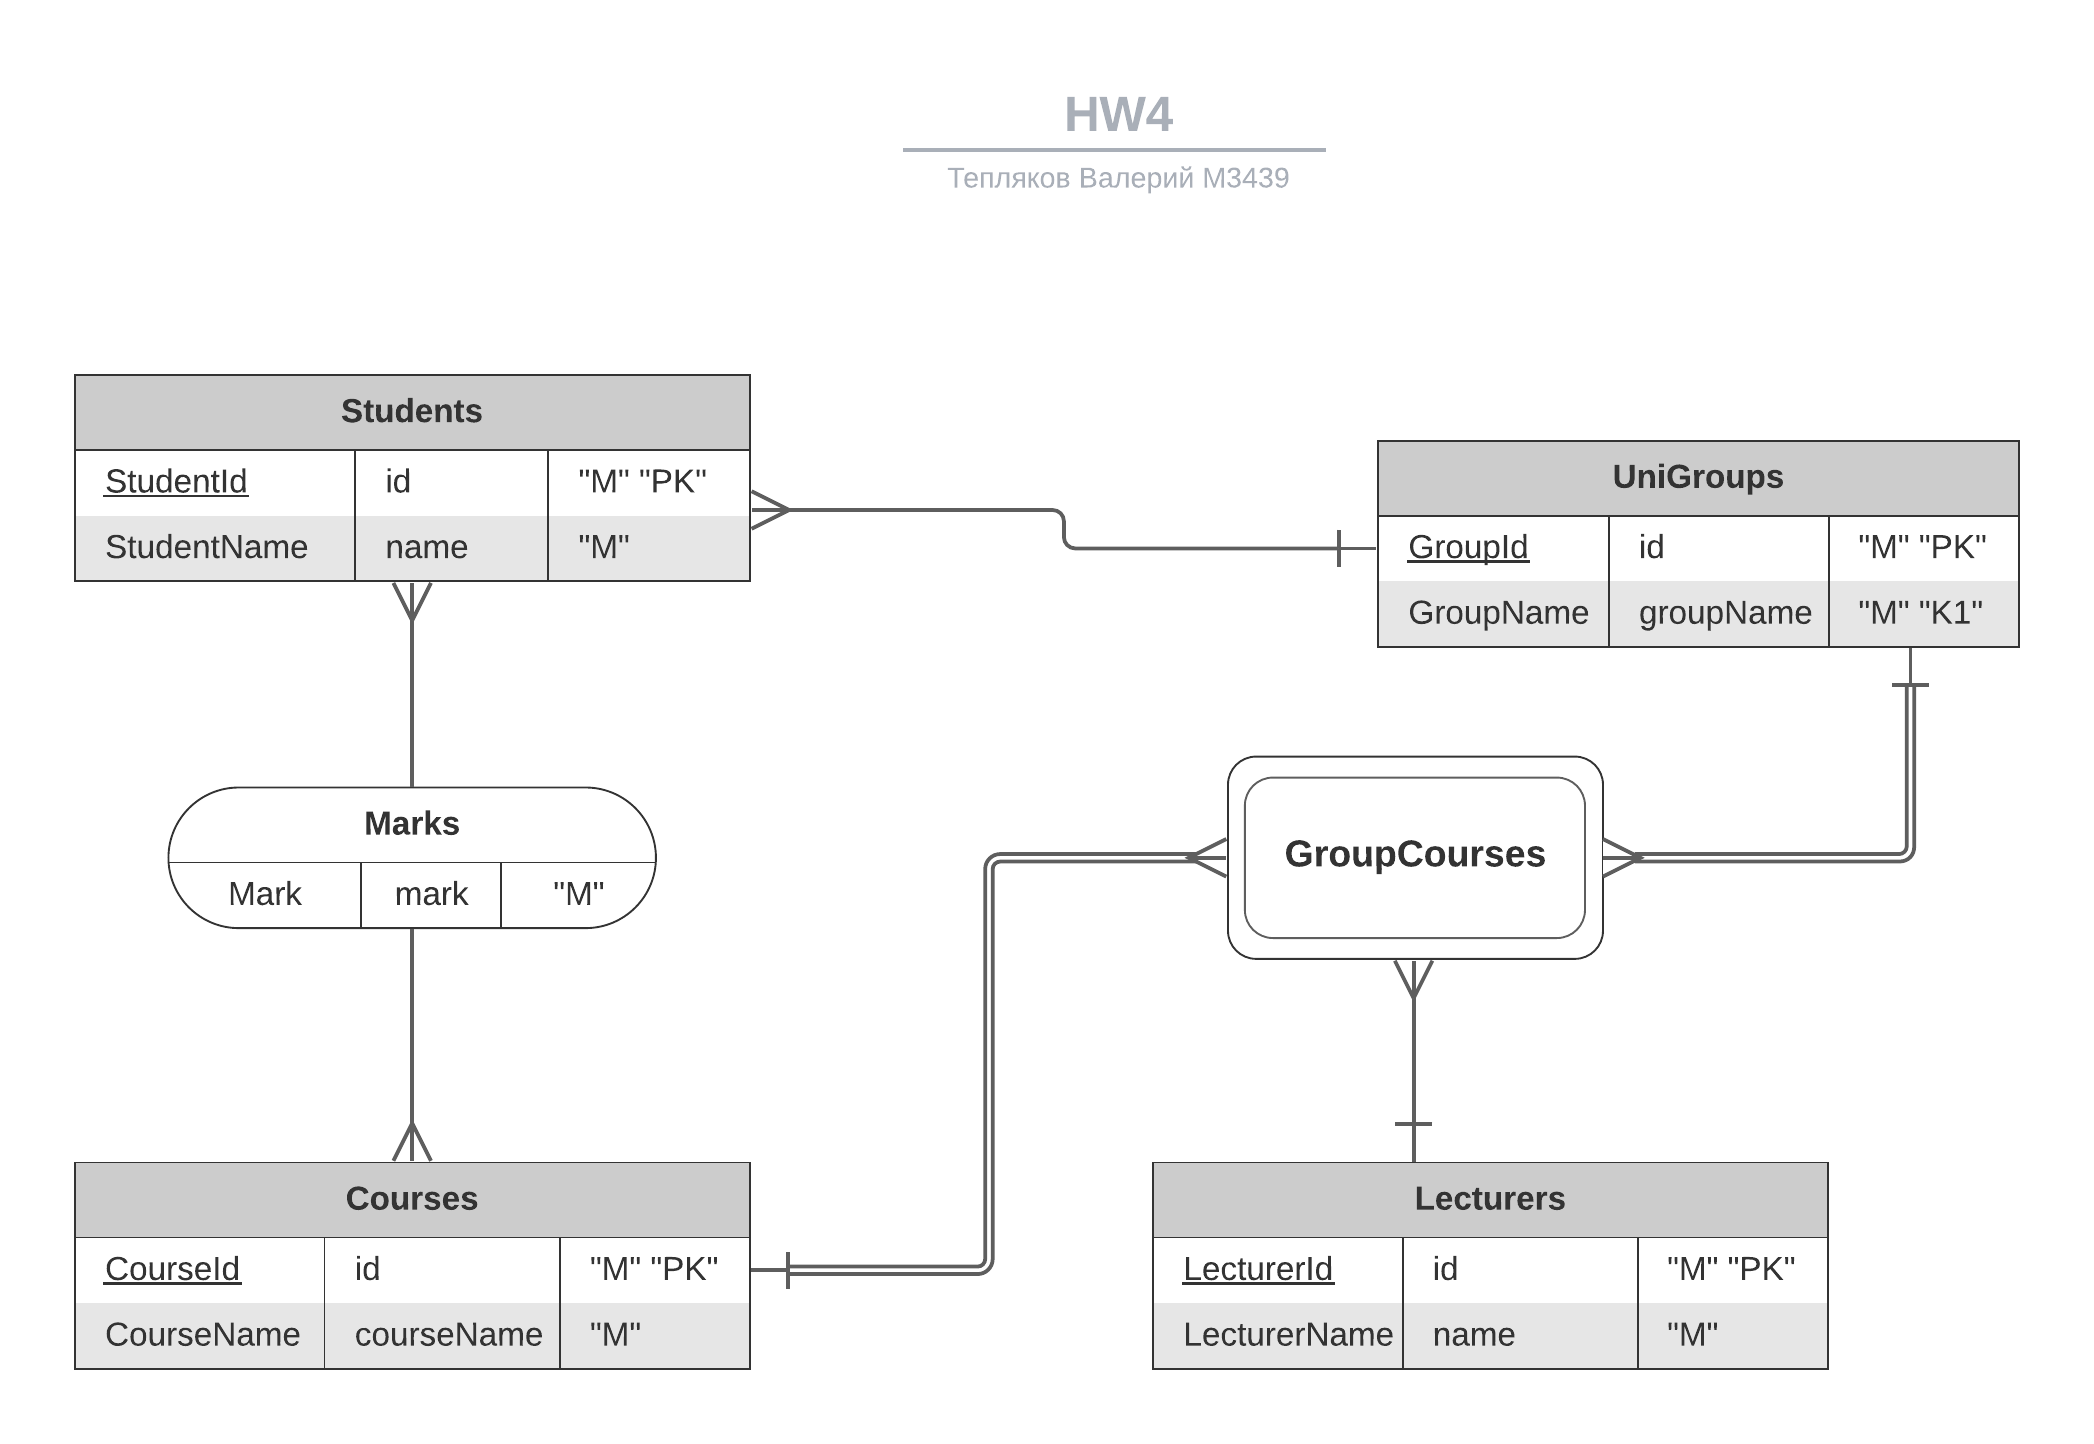 HW4
Тепляков Валерий M3439
Students
StudentId id "M" "PK"
StudentName name "M"
UniGroups
GroupId id "M" "PK"
GroupName groupName "M" "K1"
Marks
Mark mark "M"
GroupCourses
Courses
CourseId id "M" "PK"
CourseName courseName "M"
Lecturers
LecturerId id "M" "PK"
LecturerName name "M"